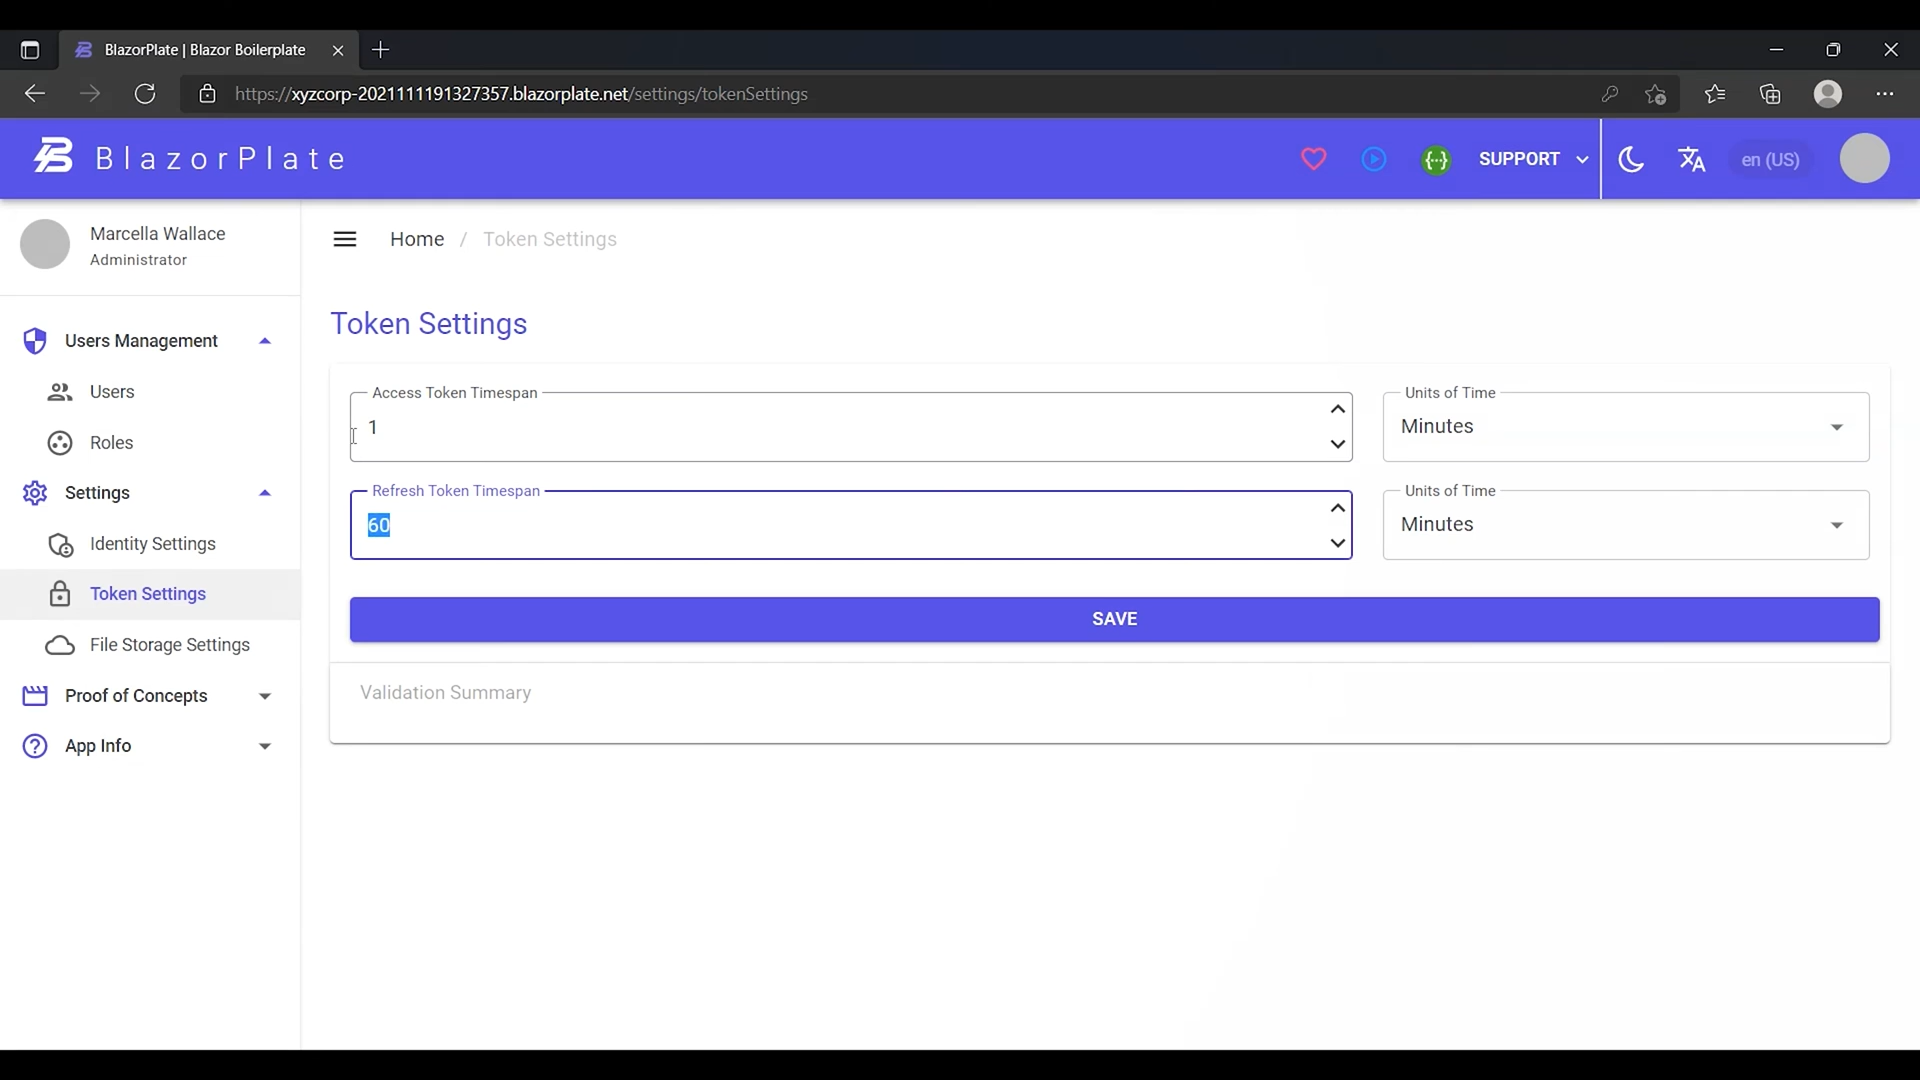 BlazorPlate | Blazor Boilerplate
https://xyzcorp-2021111191327357.blazorplate.net/settings/tokenSettings
BlazorPlate
SUPPORT
en (US)
Marcella Wallace
Administrator
Home / Token Settings
Users Management
Users
Roles
Settings
Identity Settings
Token Settings
File Storage Settings
Proof of Concepts
App Info
Token Settings
Access Token Timespan
1
Units of Time
Minutes
Refresh Token Timespan
60
Units of Time
Minutes
SAVE
Validation Summary